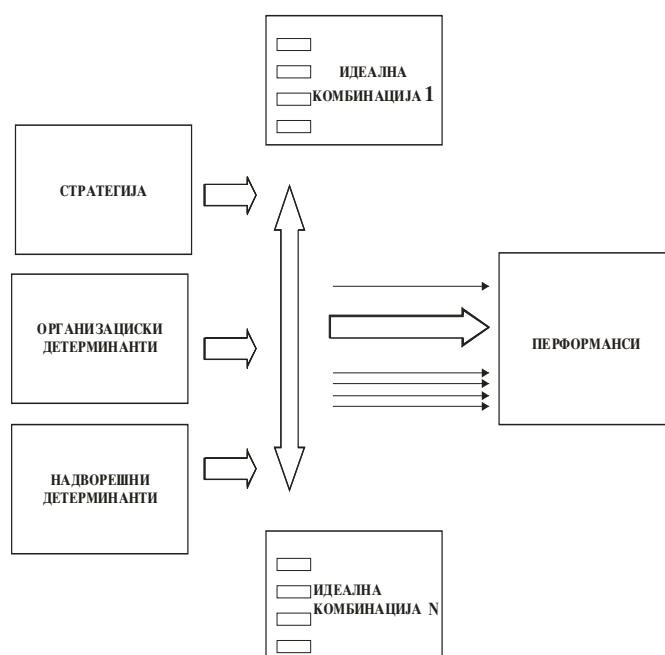 ИДЕАЛНА
КОМБИНАЦИЈА 1
СТРАТЕГИЈА
ОРГАНИЗАЦИСКИ
ДЕТЕРМИНАНТИ
ПЕРФОРМАНСИ
НАДВОРЕШНИ
ДЕТЕРМИНАНТИ
ИДЕАЛНА
КОМБИНАЦИЈА N